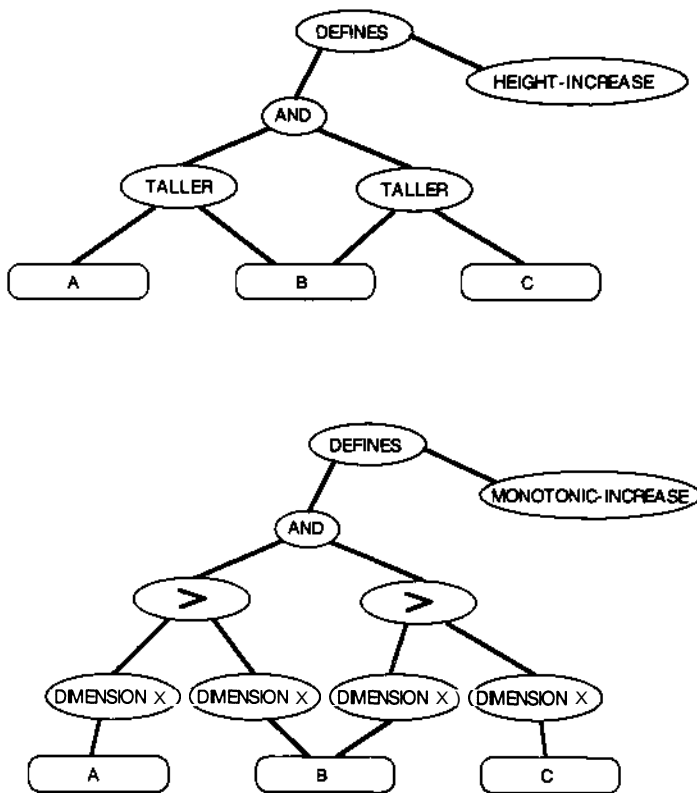 DEFINES
HEIGHT-INCREASE
AND
TALLER
TALLER
A
B
C
DEFINES
MONOTONIC-INCREASE
AND
>
>
DIMENSION X
DIMENSION X
DIMENSION X
DIMENSION X
A
B
C